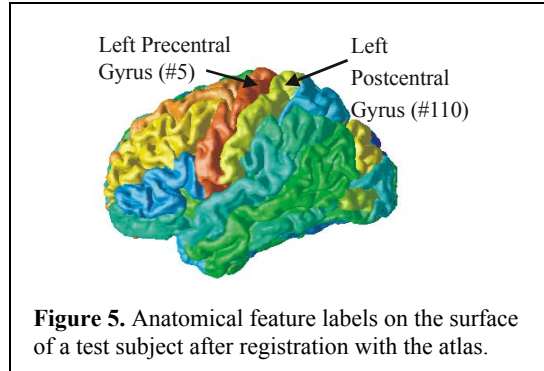 Left Precentral
Gyrus (#5)
Left
Postcentral
Gyrus (#110)
Figure 5. Anatomical feature labels on the surface
of a test subject after registration with the atlas.